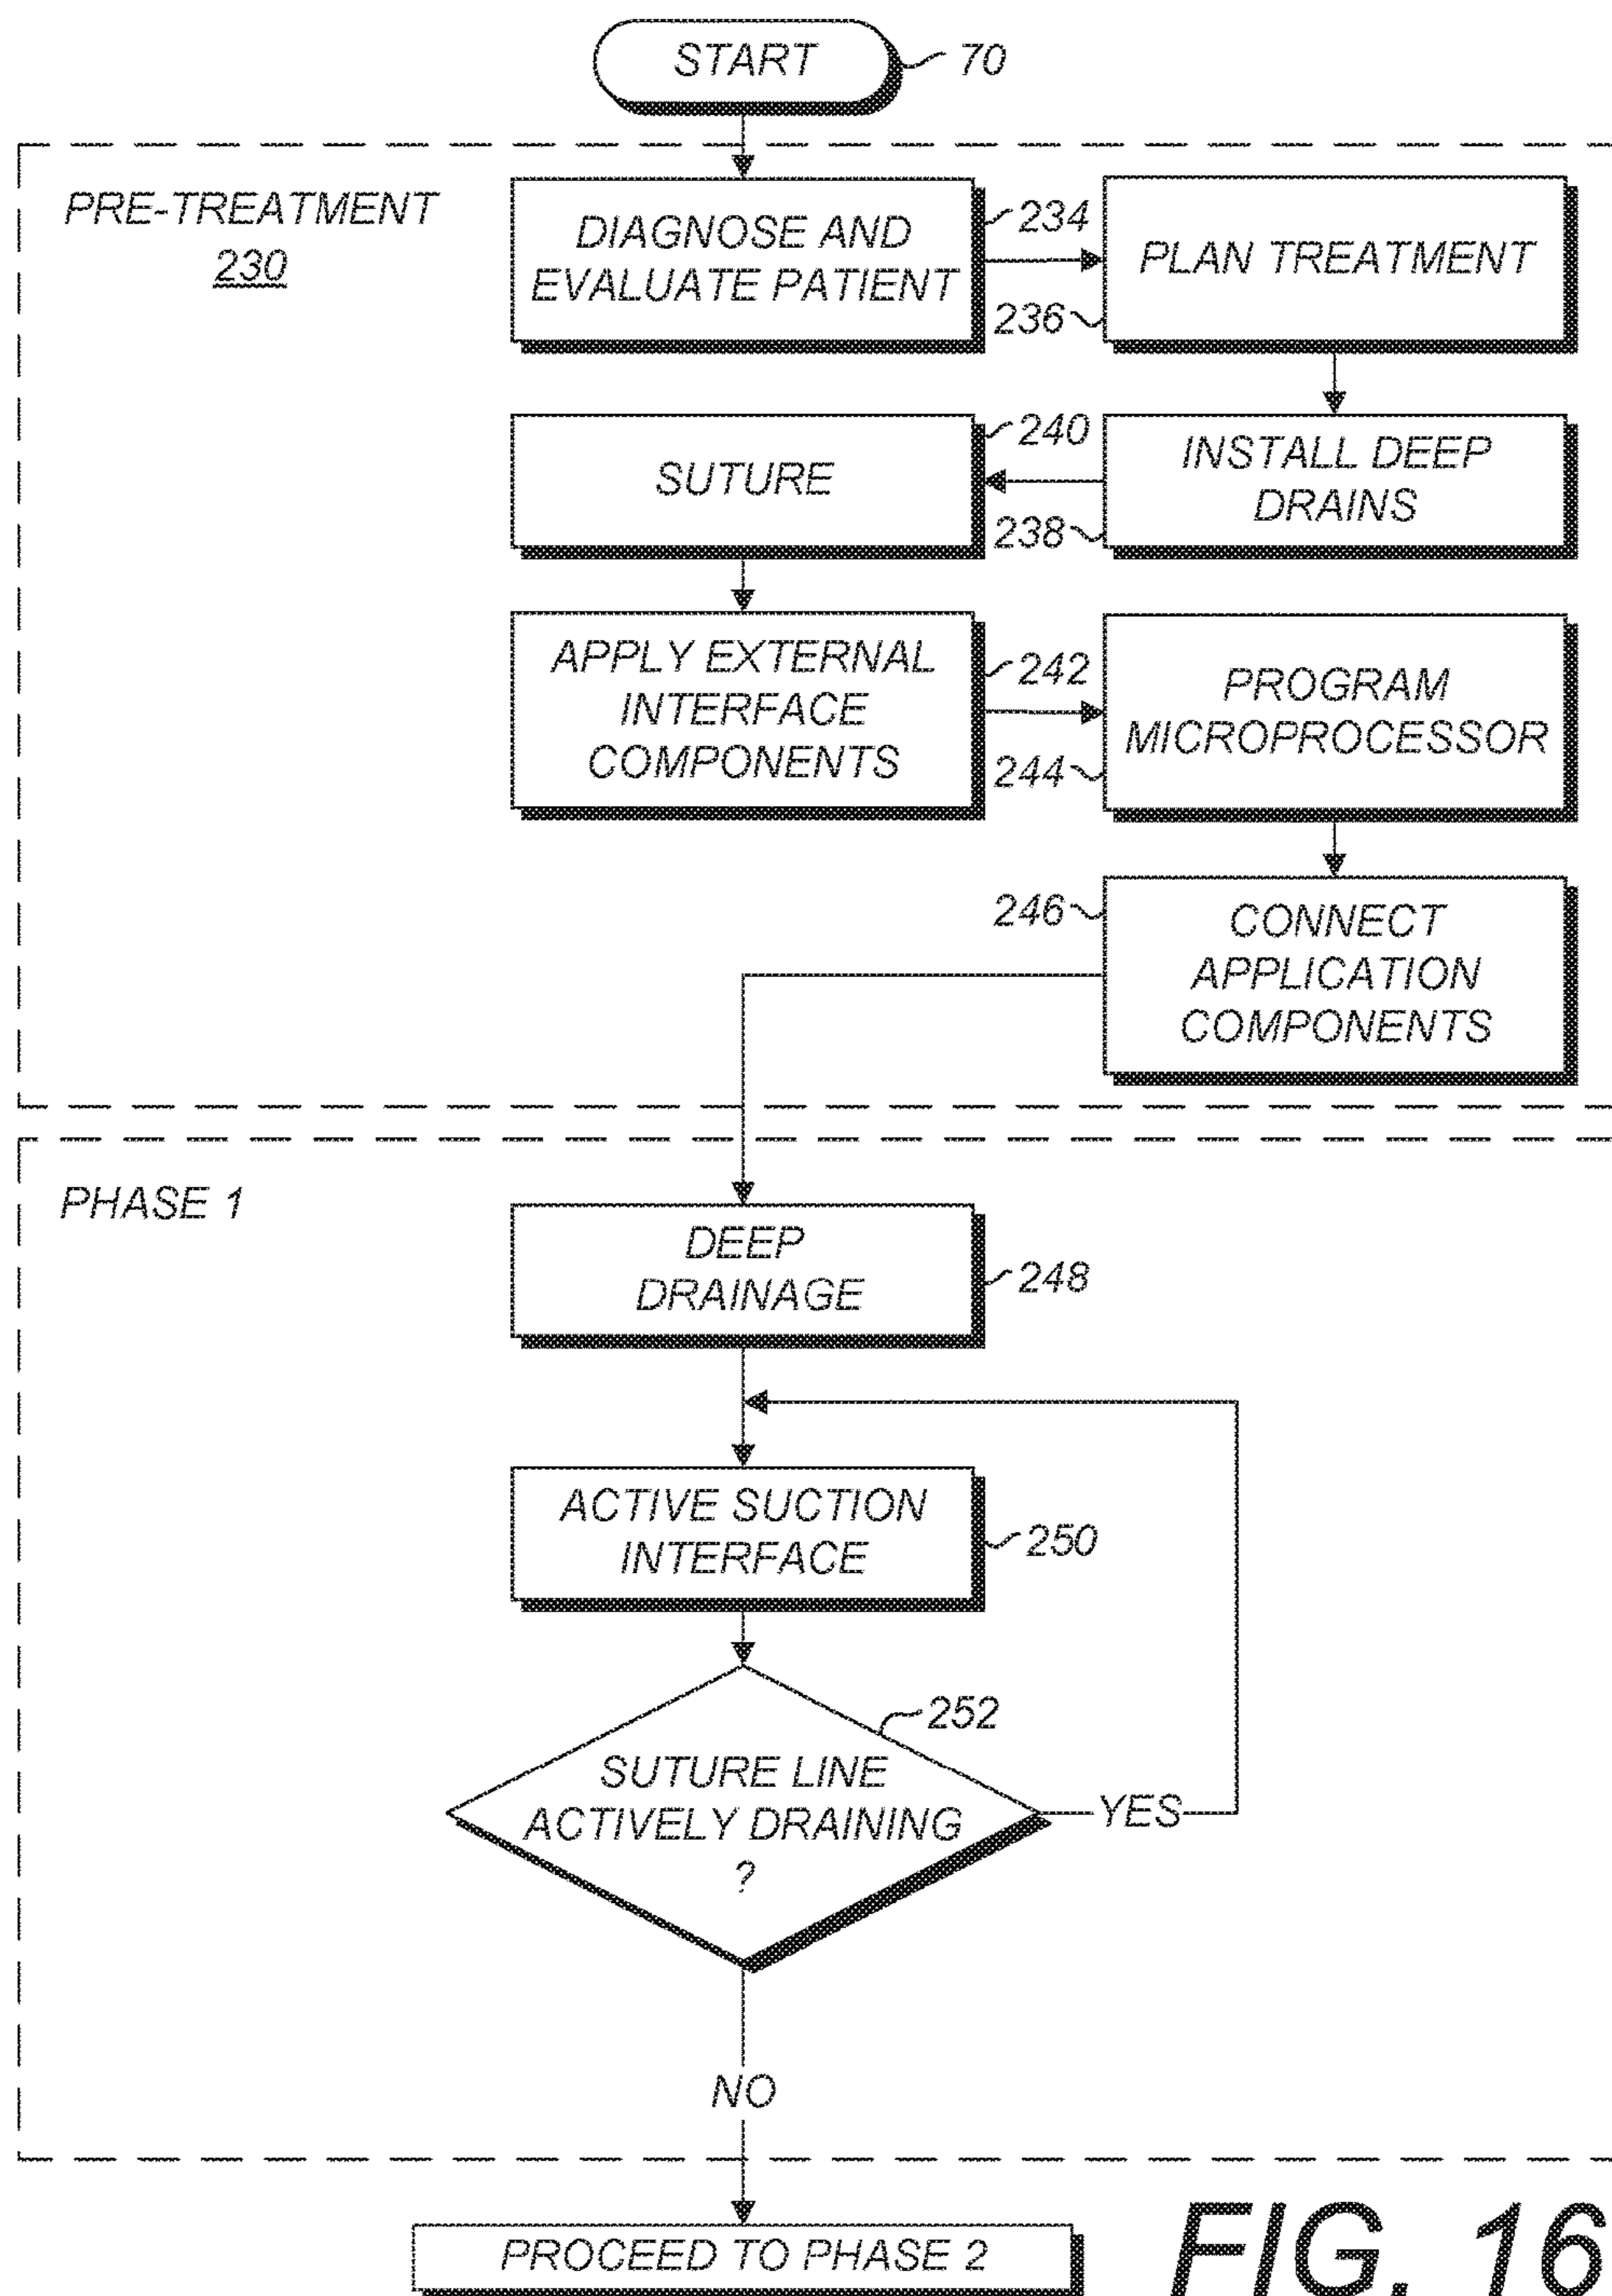 START
70
PRE-TREATMENT
230
DIAGNOSE AND
EVALUATE PATIENT
234
PLAN TREATMENT
236
SUTURE
240
INSTALL DEEP
DRAINS
238
APPLY EXTERNAL
INTERFACE
COMPONENTS
242
PROGRAM
MICROPROCESSOR
244
246
CONNECT
APPLICATION
COMPONENTS
PHASE 1
DEEP
DRAINAGE
248
ACTIVE SUCTION
INTERFACE
250
252
SUTURE LINE
ACTIVELY DRAINING
?
YES
NO
PROCEED TO PHASE 2
FIG. 16